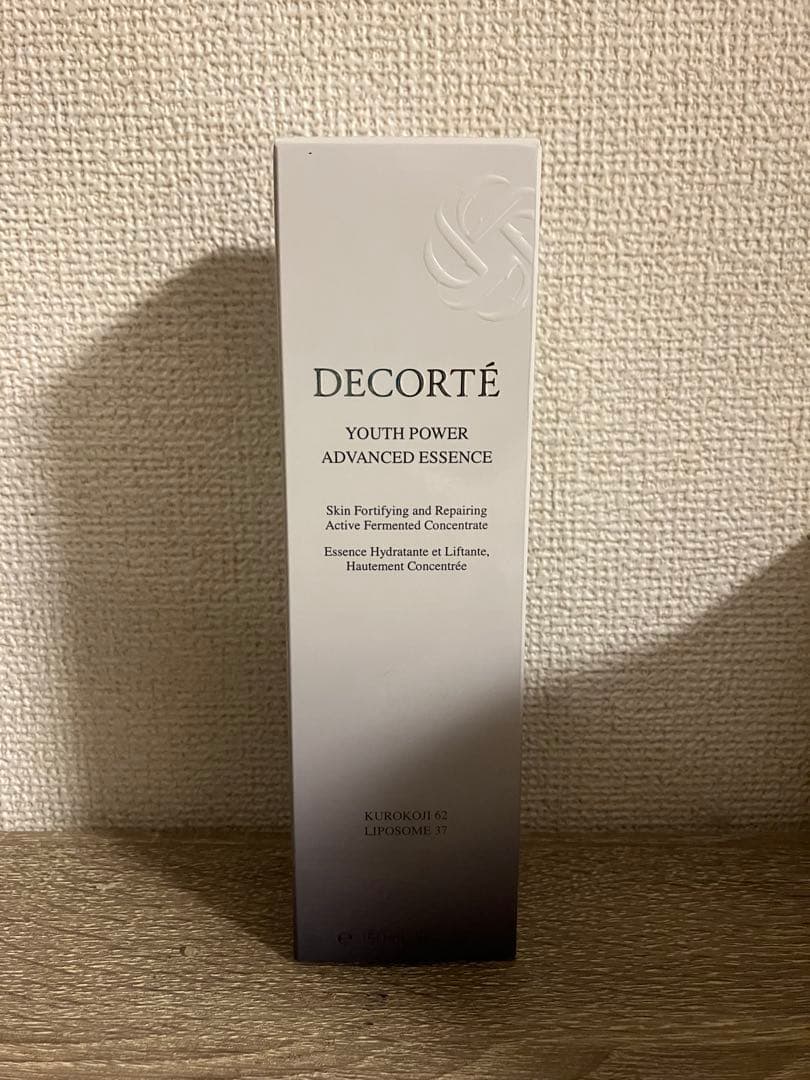 DECORTÉ
YOUTH POWER
ADVANCED ESSENCE
Skin Fortifying and Repairing
Active Fermented Concentrate
Essence Hydratante et Liftante,
Hautement Concentrée
KUROKOJI 62
LIPOSOME 37